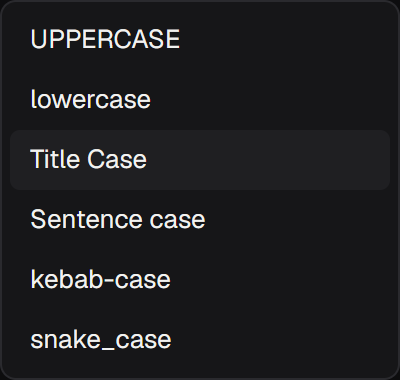 UPPERCASE
lowercase
Title Case
Sentence case
kebab-case
snake_case